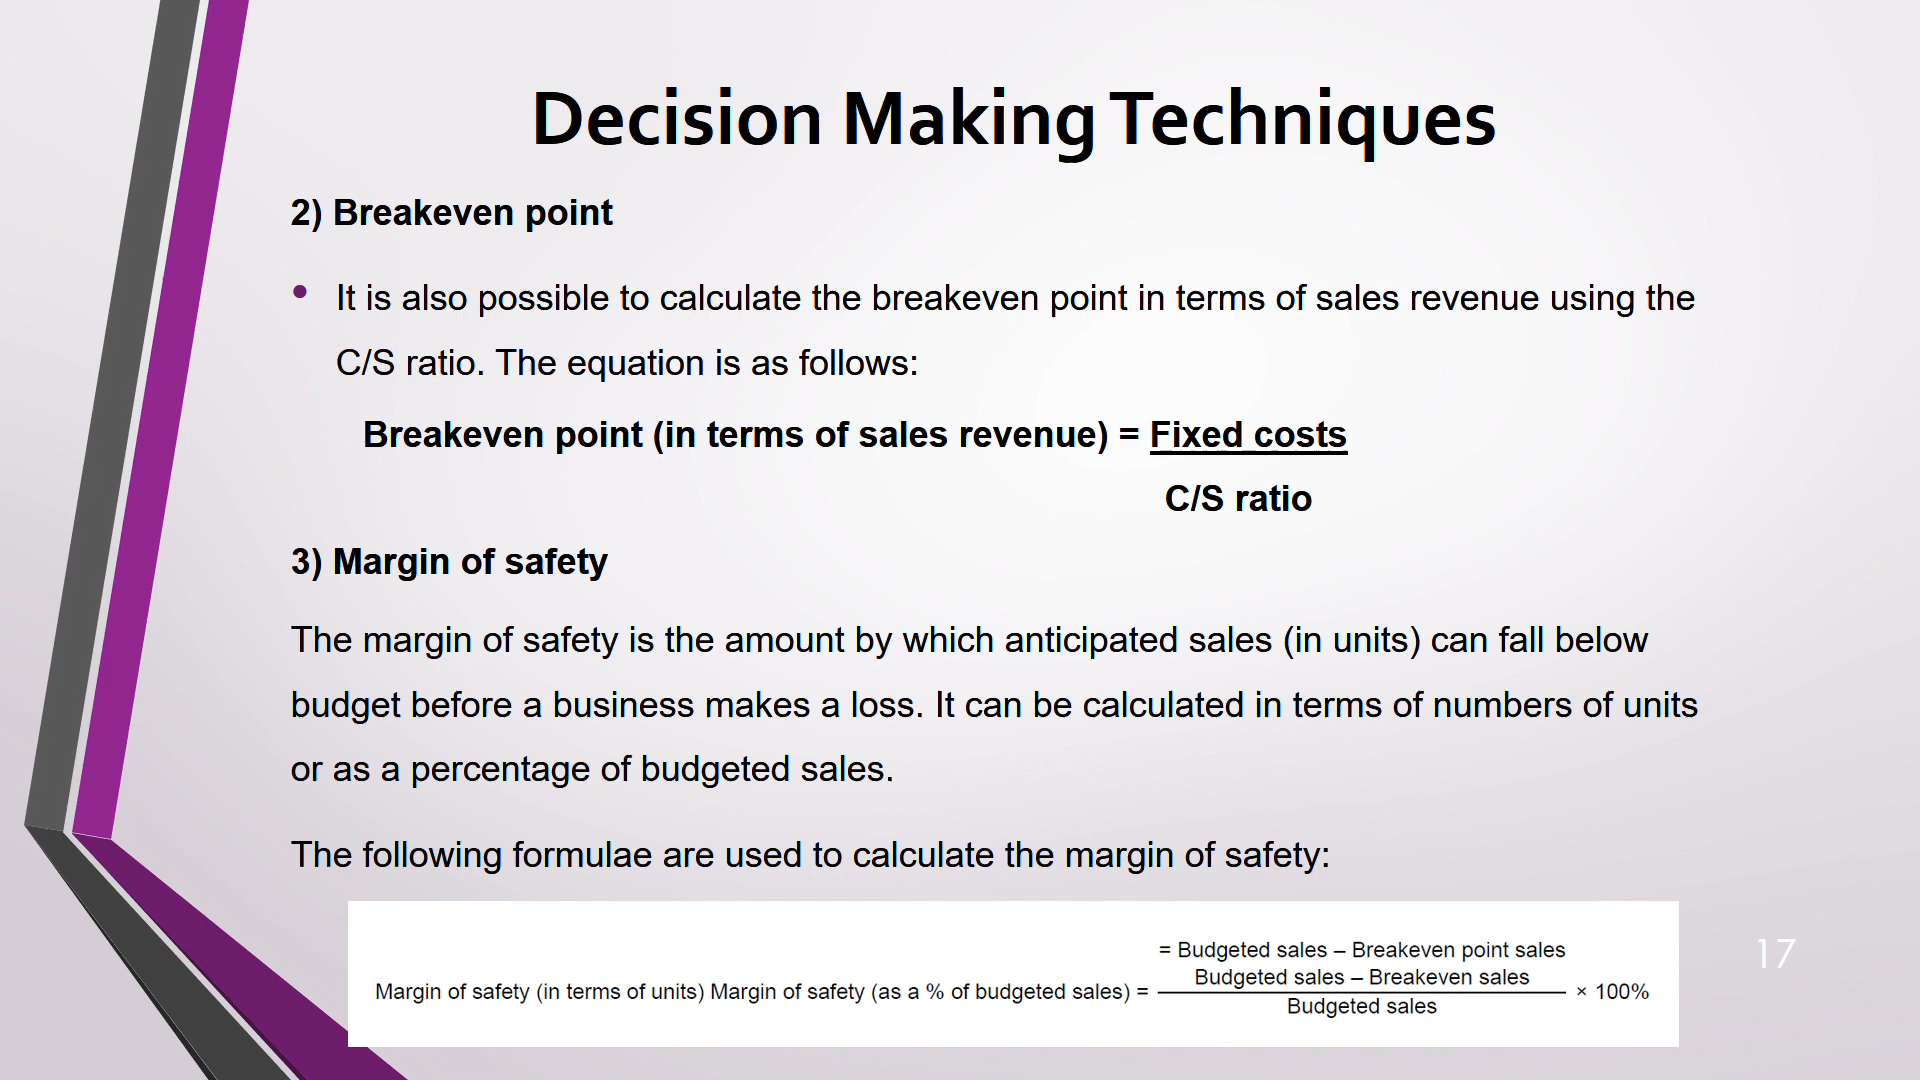 Decision Making Techniques
2) Breakeven point
• It is also possible to calculate the breakeven point in terms of sales revenue using the
C/S ratio. The equation is as follows:
Breakeven point (in terms of sales revenue) = Fixed costs
C/S ratio
3) Margin of safety
The margin of safety is the amount by which anticipated sales (in units) can fall below
budget before a business makes a loss. It can be calculated in terms of numbers of units
or as a percentage of budgeted sales.
The following formulae are used to calculate the margin of safety:
= Budgeted sales – Breakeven point sales
Budgeted sales – Breakeven sales
Margin of safety (in terms of units) Margin of safety (as a % of budgeted sales) = × 100%
Budgeted sales
17